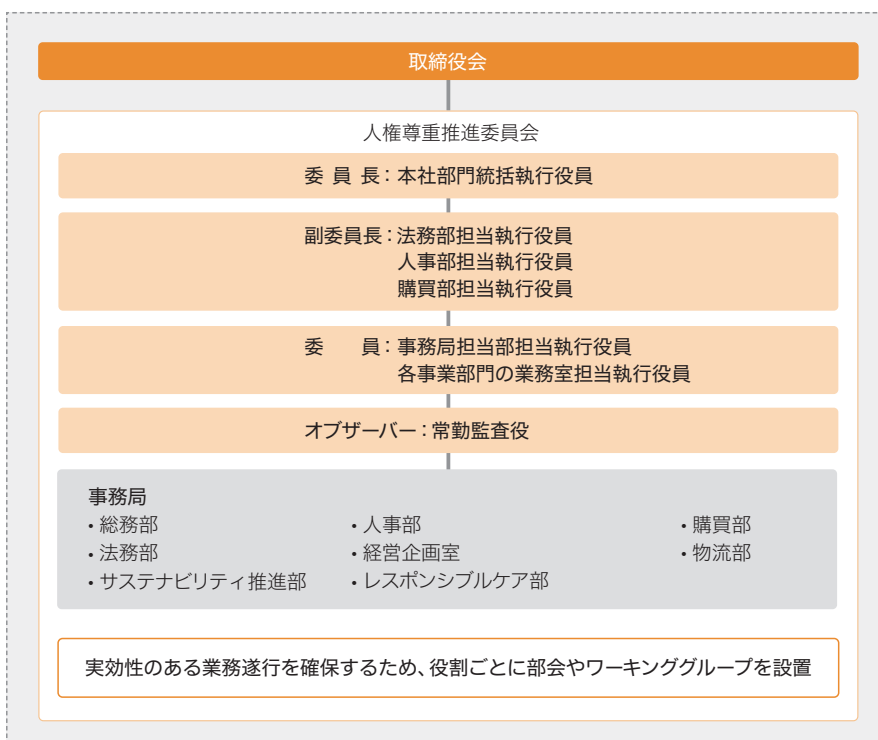 取締役会
人権尊重推進委員会
委 員 長：本社部門統括執行役員
副委員長：法務部担当執行役員
人事部担当執行役員
購買部担当執行役員
委　　員：事務局担当部担当執行役員
各事業部門の業務室担当執行役員
オブザーバー：常勤監査役
事務局
・総務部
・法務部
・サステナビリティ推進部
・人事部
・経営企画室
・レスポンシブルケア部
・購買部
・物流部
実効性のある業務遂行を確保するため、役割ごとに部会やワーキンググループを設置